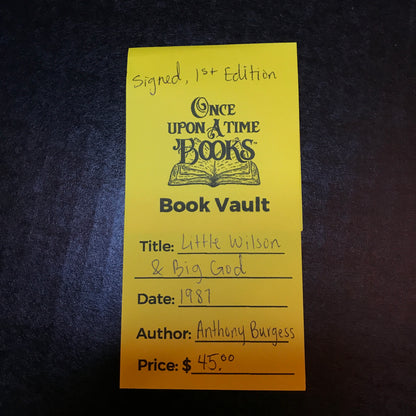 Signed, 1st Edition
ONCE
UPON A TIME
BOOKS™
Book Vault
Title: Little Wilson
& Big God
Date: 1987
Author: Anthony Burgess
Price: $ 45.00